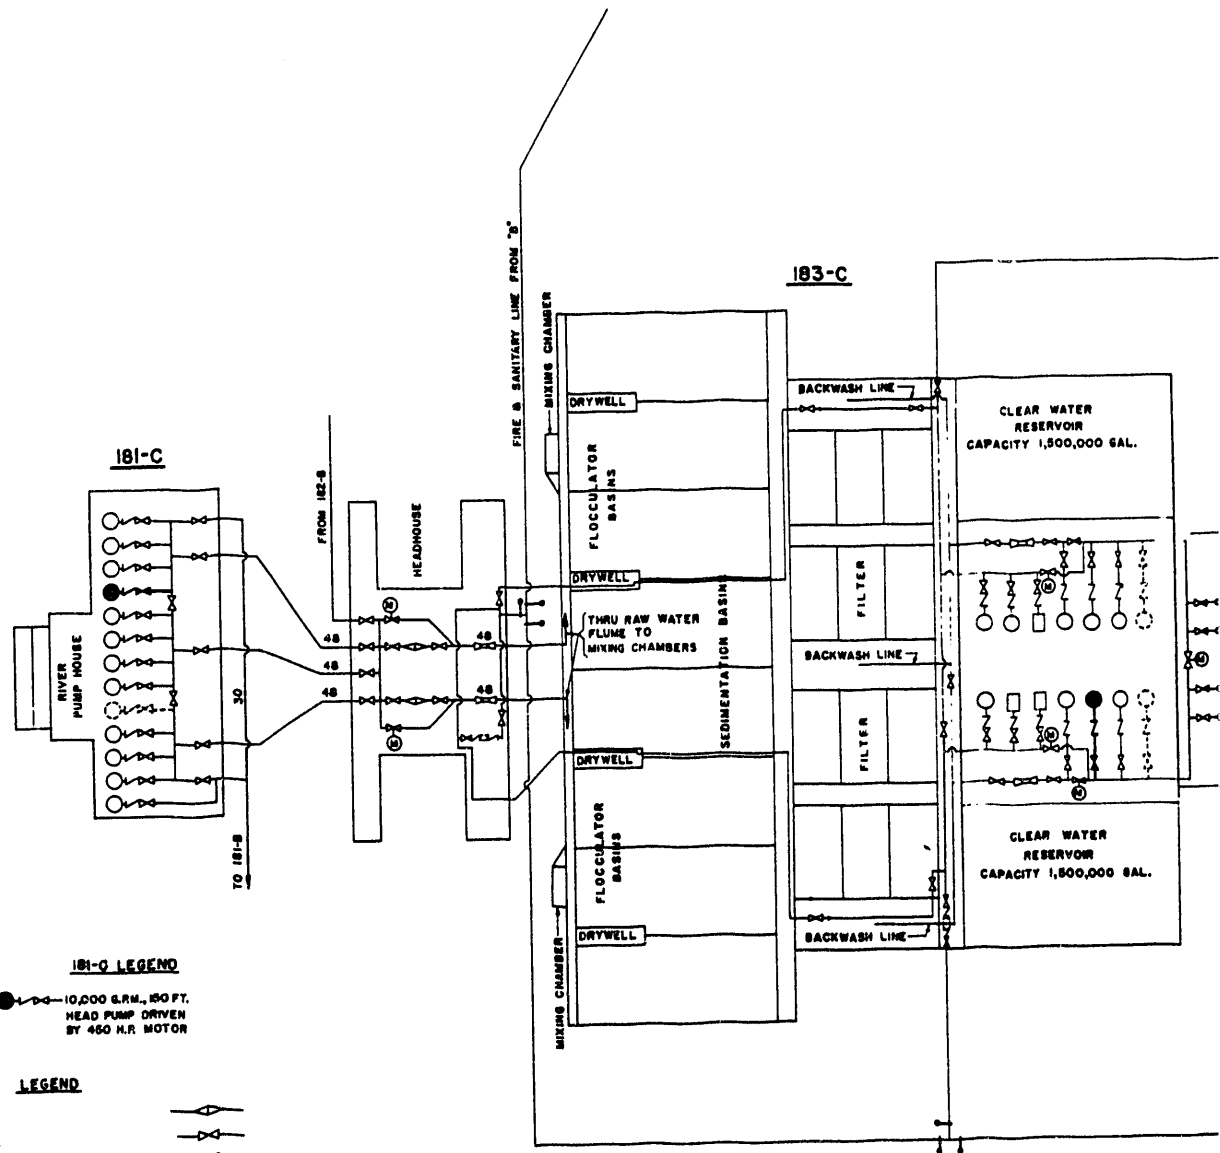 183-C
181-C
FIRE & SANITARY LINE FROM "B"
MIXING CHAMBER
FROM 182-B
HEADHOUSE
BACKWASH LINE
CLEAR WATER
RESERVOIR
CAPACITY 1,500,000 GAL.
DRYWELL
FLOCCULATOR
BASINS
DRYWELL
FILTER
SEDIMENTATION BASINS
THRU RAW WATER
FLUME TO
MIXING CHAMBERS
RIVER
PUMP HOUSE
M
M
48
48
48
48
48
30
M
M
M
M
BACKWASH LINE
FILTER
DRYWELL
FLOCCULATOR
BASINS
TO 181-B
CLEAR WATER
RESERVOIR
CAPACITY 1,500,000 GAL.
DRYWELL
BACKWASH LINE
MIXING CHAMBER
181-C LEGEND
10,000 G.P.M., 150 FT.
HEAD PUMP DRIVEN
BY 450 H.P. MOTOR
LEGEND